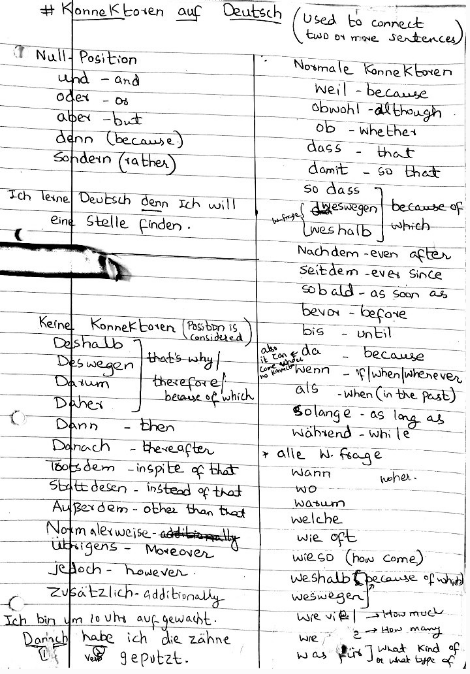 # Konnektoren auf Deutsch (Used to connect two or more sentences)
Null-Position
und - and
oder - or
aber - but
denn (because)
sondern (rather)
Ich lerne Deutsch denn Ich will
eine Stelle finden.
Keine Konnektoren (Position is considered)
Deshalb
Deswegen
Darum
Daher
that's why/
therefore/
because of which
Dann - then
Danach - thereafter
Trotzdem - inspite of that
Stattdesen - instead of that
Außerdem - other than that
Normalerweise - additionally
übrigens - Moreover
jedoch - however
Zusätzlich - additionally
Ich bin um 10 Uhr aufgewacht.
Danach habe ich die zähne
1 verb geputzt.
Normale Konnektoren
weil - because
obwohl - although
ob - whether
dass - that
damit - so that
so dass
weswegen
weshalb
because of
which
Nachdem - even after
seitdem - ever since
sobald - as soon as
bevor - before
bis - until
also it can come
da - because
wenn - if/when/whenever
als - when (in the past)
solange - as long as
während - while
* alle W. frage
wann
woher.
wo
warum
welche
wie oft
wieso (how come)
weshalb (because of which)
weswegen
wie viel → How much
wie 2 → How many
was für] what kind of
or what type of